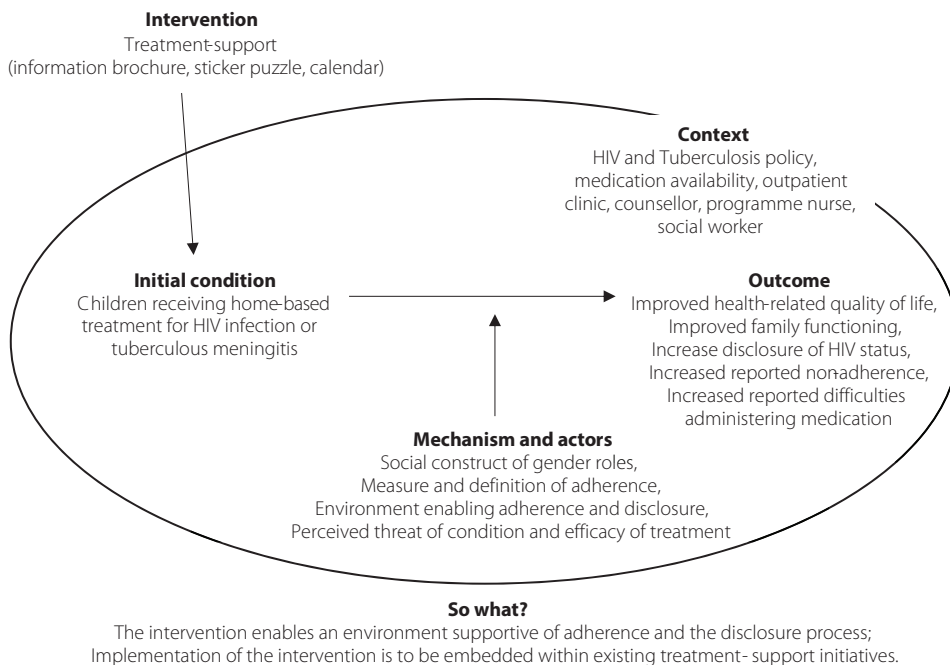 Intervention
Treatment-support
(information brochure, sticker puzzle, calendar)
Context
HIV and Tuberculosis policy,
medication availability, outpatient
clinic, counsellor, programme nurse,
social worker
Initial condition
Children receiving home-based
treatment for HIV infection or
tuberculous meningitis
Outcome
Improved health-related quality of life,
Improved family functioning,
Increase disclosure of HIV status,
Increased reported non-adherence,
Increased reported difficulties
administering medication
Mechanism and actors
Social construct of gender roles,
Measure and definition of adherence,
Environment enabling adherence and disclosure,
Perceived threat of condition and efficacy of treatment
So what?
The intervention enables an environment supportive of adherence and the disclosure process;
Implementation of the intervention is to be embedded within existing treatment- support initiatives.